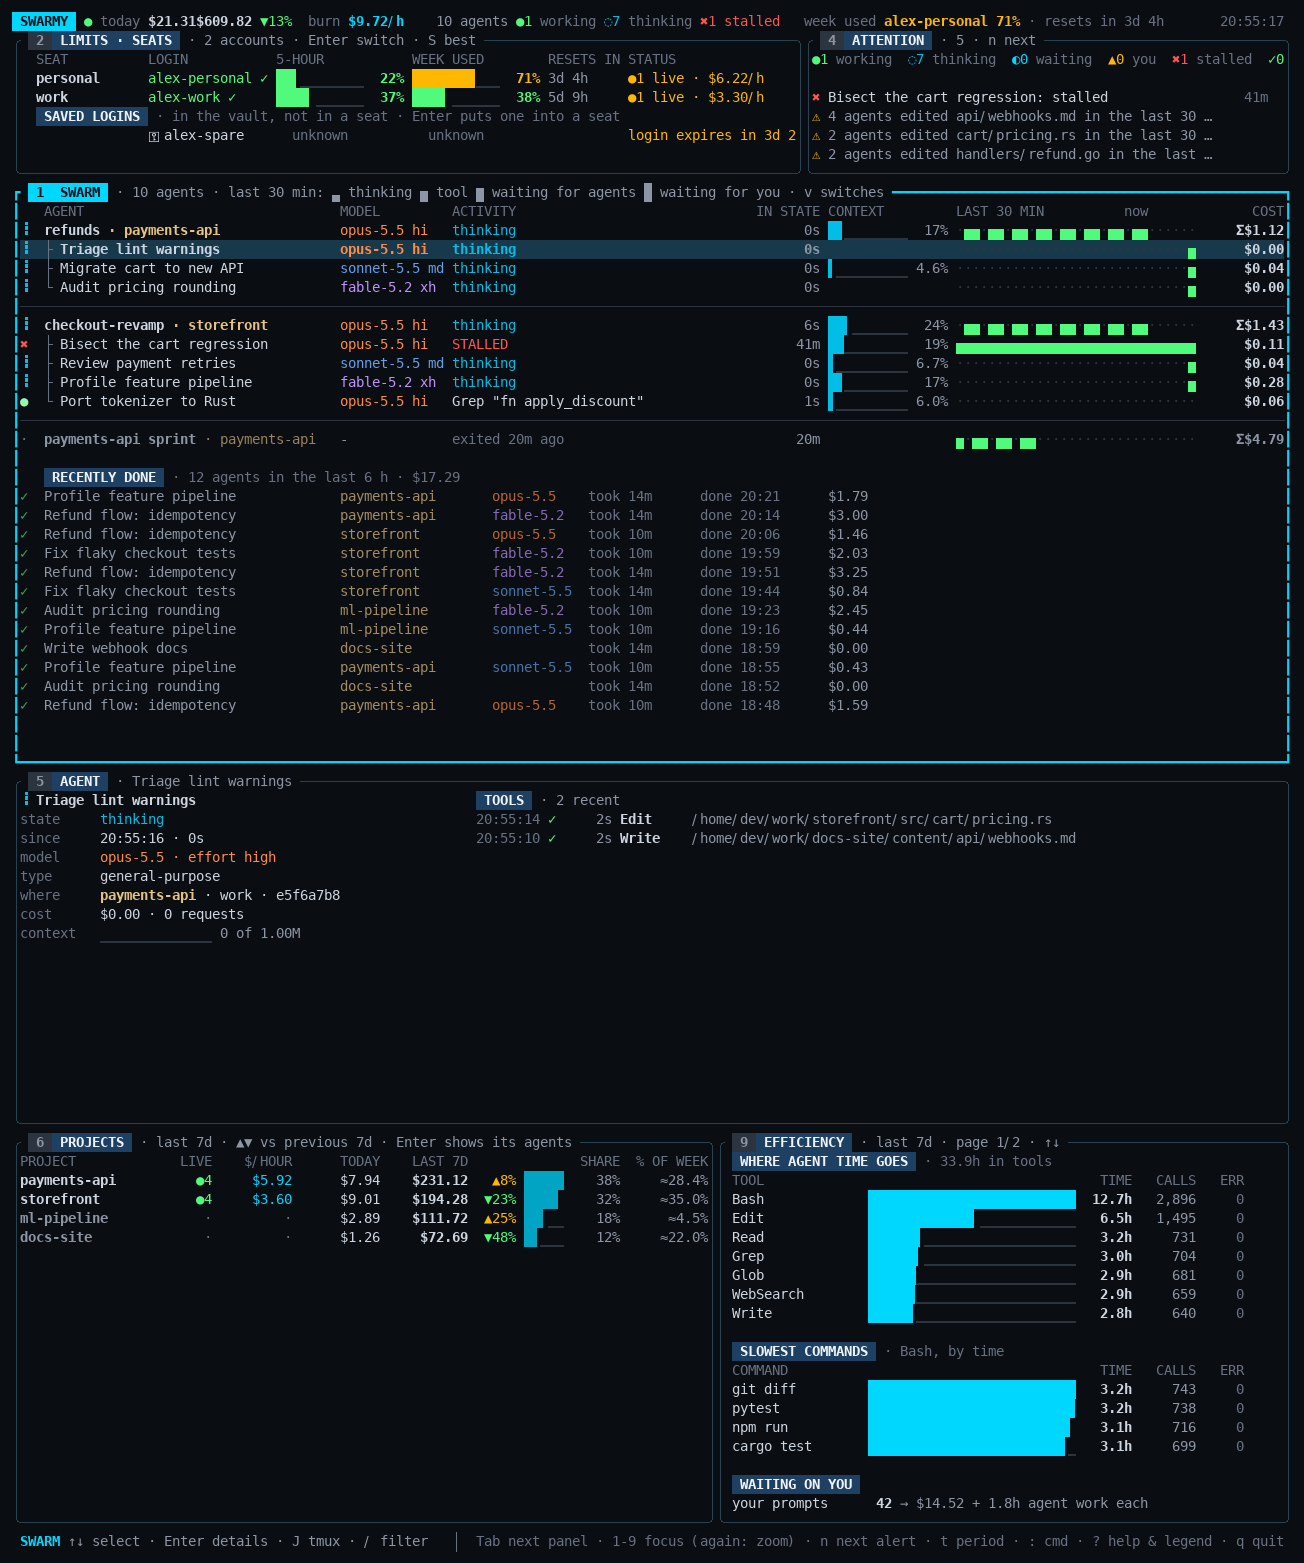 SWARMY ● today $21.31$609.82 ▼13% burn $9.72/h 10 agents ●1 working ◌7 thinking ✖1 stalled week used alex-personal 71% · resets in 3d 4h 20:55:17
2 LIMITS · SEATS · 2 accounts · Enter switch · S best
SEAT LOGIN 5-HOUR WEEK USED RESETS IN STATUS
personal alex-personal ✓ 22% 71% 3d 4h ●1 live · $6.22/h
work alex-work ✓ 37% 38% 5d 9h ●1 live · $3.30/h
SAVED LOGINS · in the vault, not in a seat · Enter puts one into a seat
⚿ alex-spare unknown unknown login expires in 3d 2
4 ATTENTION · 5 · n next
●1 working ◌7 thinking ◐0 waiting ▲0 you ✖1 stalled ✓0
✖ Bisect the cart regression: stalled 41m
⚠ 4 agents edited api/webhooks.md in the last 30 …
⚠ 2 agents edited cart/pricing.rs in the last 30 …
⚠ 2 agents edited handlers/refund.go in the last …
1 SWARM · 10 agents · last 30 min: thinking tool waiting for agents waiting for you · v switches
AGENT MODEL ACTIVITY IN STATE CONTEXT LAST 30 MIN now COST
refunds · payments-api opus-5.5 hi thinking 0s 17% Σ$1.12
├ Triage lint warnings opus-5.5 hi thinking 0s $0.00
├ Migrate cart to new API sonnet-5.5 md thinking 0s 4.6% $0.04
└ Audit pricing rounding fable-5.2 xh thinking 0s $0.00
checkout-revamp · storefront opus-5.5 hi thinking 6s 24% Σ$1.43
✖ ├ Bisect the cart regression opus-5.5 hi STALLED 41m 19% $0.11
├ Review payment retries sonnet-5.5 md thinking 0s 6.7% $0.04
├ Profile feature pipeline fable-5.2 xh thinking 0s 17% $0.28
● └ Port tokenizer to Rust opus-5.5 hi Grep "fn apply_discount" 1s 6.0% $0.06
· payments-api sprint · payments-api - exited 20m ago 20m Σ$4.79
RECENTLY DONE · 12 agents in the last 6 h · $17.29
✓ Profile feature pipeline payments-api opus-5.5 took 14m done 20:21 $1.79
✓ Refund flow: idempotency payments-api fable-5.2 took 14m done 20:14 $3.00
✓ Refund flow: idempotency storefront opus-5.5 took 10m done 20:06 $1.46
✓ Fix flaky checkout tests storefront fable-5.2 took 10m done 19:59 $2.03
✓ Refund flow: idempotency storefront fable-5.2 took 14m done 19:51 $3.25
✓ Fix flaky checkout tests storefront sonnet-5.5 took 14m done 19:44 $0.84
✓ Audit pricing rounding ml-pipeline fable-5.2 took 10m done 19:23 $2.45
✓ Profile feature pipeline ml-pipeline sonnet-5.5 took 10m done 19:16 $0.44
✓ Write webhook docs docs-site took 14m done 18:59 $0.00
✓ Profile feature pipeline payments-api sonnet-5.5 took 10m done 18:55 $0.43
✓ Audit pricing rounding docs-site took 14m done 18:52 $0.00
✓ Refund flow: idempotency payments-api opus-5.5 took 10m done 18:48 $1.59
5 AGENT · Triage lint warnings
Triage lint warnings
state thinking
since 20:55:16 · 0s
model opus-5.5 · effort high
type general-purpose
where payments-api · work · e5f6a7b8
cost $0.00 · 0 requests
context 0 of 1.00M
TOOLS · 2 recent
20:55:14 ✓ 2s Edit /home/dev/work/storefront/src/cart/pricing.rs
20:55:10 ✓ 2s Write /home/dev/work/docs-site/content/api/webhooks.md
6 PROJECTS · last 7d · ▲▼ vs previous 7d · Enter shows its agents
PROJECT LIVE $/HOUR TODAY LAST 7D SHARE % OF WEEK
payments-api ●4 $5.92 $7.94 $231.12 ▲8% 38% ≈28.4%
storefront ●4 $3.60 $9.01 $194.28 ▼23% 32% ≈35.0%
ml-pipeline · · $2.89 $111.72 ▲25% 18% ≈4.5%
docs-site · · $1.26 $72.69 ▼48% 12% ≈22.0%
9 EFFICIENCY · last 7d · page 1/2 · ↑↓
WHERE AGENT TIME GOES · 33.9h in tools
TOOL TIME CALLS ERR
Bash 12.7h 2,896 0
Edit 6.5h 1,495 0
Read 3.2h 731 0
Grep 3.0h 704 0
Glob 2.9h 681 0
WebSearch 2.9h 659 0
Write 2.8h 640 0
SLOWEST COMMANDS · Bash, by time
COMMAND TIME CALLS ERR
git diff 3.2h 743 0
pytest 3.2h 738 0
npm run 3.1h 716 0
cargo test 3.1h 699 0
WAITING ON YOU
your prompts 42 → $14.52 + 1.8h agent work each
SWARM ↑↓ select · Enter details · J tmux · / filter │ Tab next panel · 1-9 focus (again: zoom) · n next alert · t period · : cmd · ? help & legend · q quit